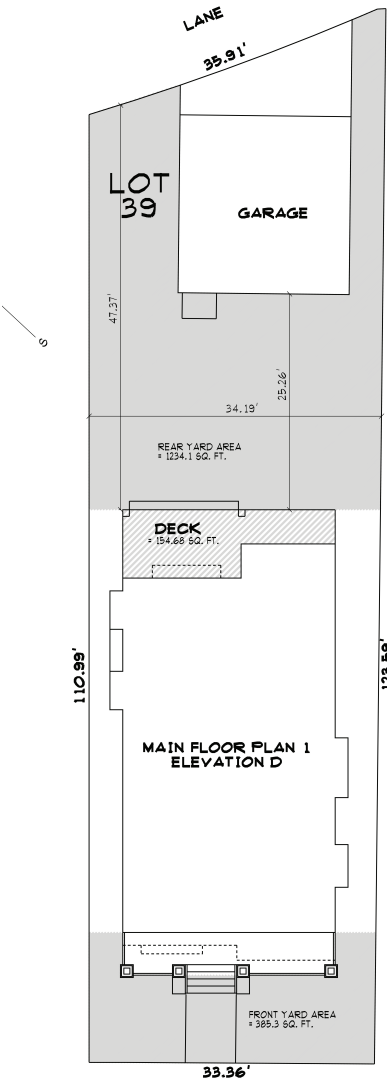 LANE
35.91'
LOT
39
GARAGE
47.37'
S
25.26'
34.19'
REAR YARD AREA
= 1234.1 SQ. FT.
DECK
= 154.68 SQ. FT.
110.99'
123.59'
MAIN FLOOR PLAN 1
ELEVATION D
FRONT YARD AREA
= 385.3 SQ. FT.
33.36'